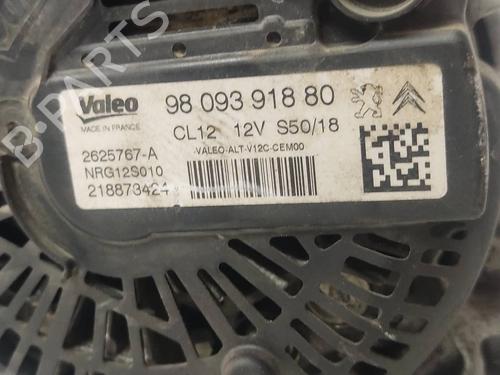 Valeo
MADE IN FRANCE
98 093 918 80
CL12 12V S50/18
2625767-A
-VALEO-ALT-V12C-CEM00
NRG12S010
218873424
B-PARTS